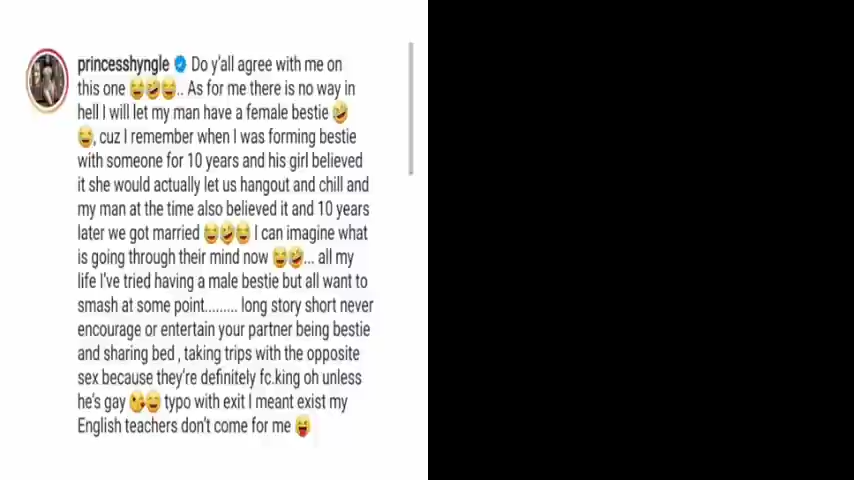 princesshyngle Do y'all agree with me on
this one 😂🤣😂.. As for me there is no way in
hell I will let my man have a female bestie 🤣
😂, cuz I remember when I was forming bestie
with someone for 10 years and his girl believed
it she would actually let us hangout and chill and
my man at the time also believed it and 10 years
later we got married 😂🤣😂 I can imagine what
is going through their mind now 😂🤣... all my
life I've tried having a male bestie but all want to
smash at some point......... long story short never
encourage or entertain your partner being bestie
and sharing bed , taking trips with the opposite
sex because they're definitely fc.king oh unless
he's gay 😘😄 typo with exit I meant exist my
English teachers don't come for me 😝